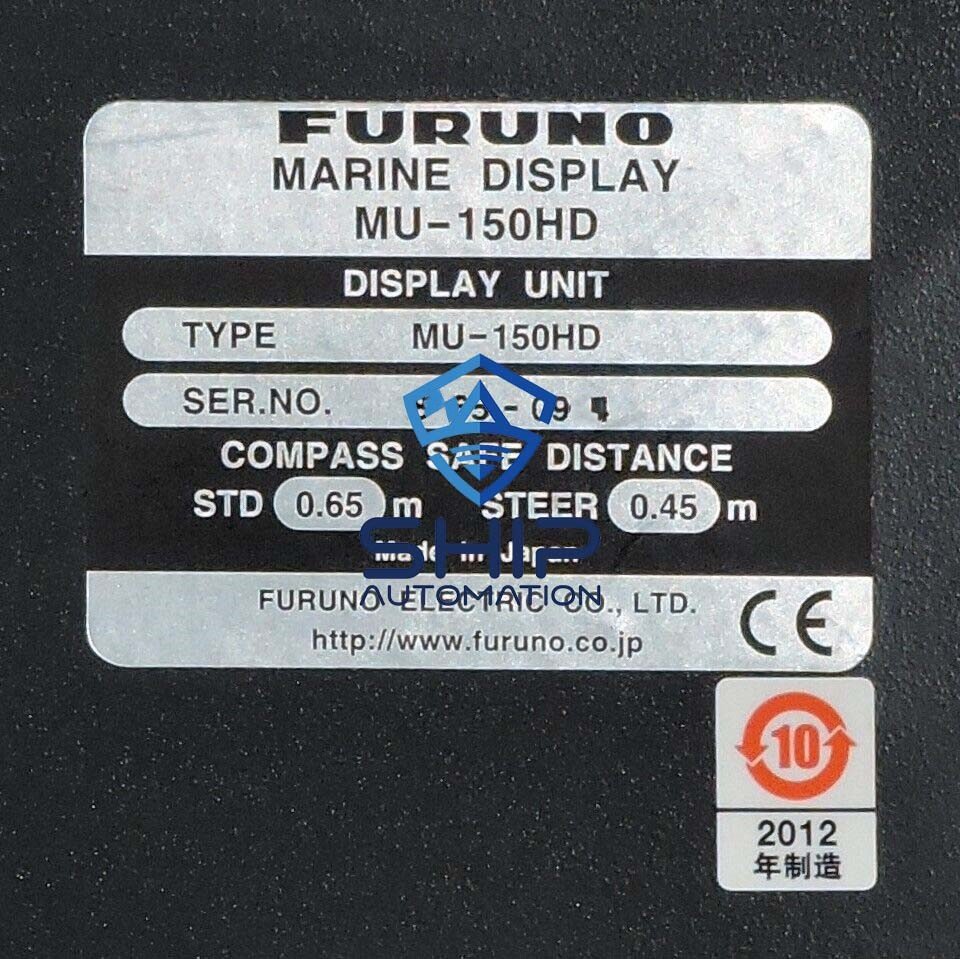 FURUNO
MARINE DISPLAY
MU-150HD
DISPLAY UNIT
TYPE MU-150HD
SER.NO.
COMPASS SAFE DISTANCE
STD 0.65 m STEER 0.45 m
SHIP
Made in Japan
AUTOMATION
FURUNO ELECTRIC CO., LTD.
http://www.furuno.co.jp
CE
10
2012
年制造